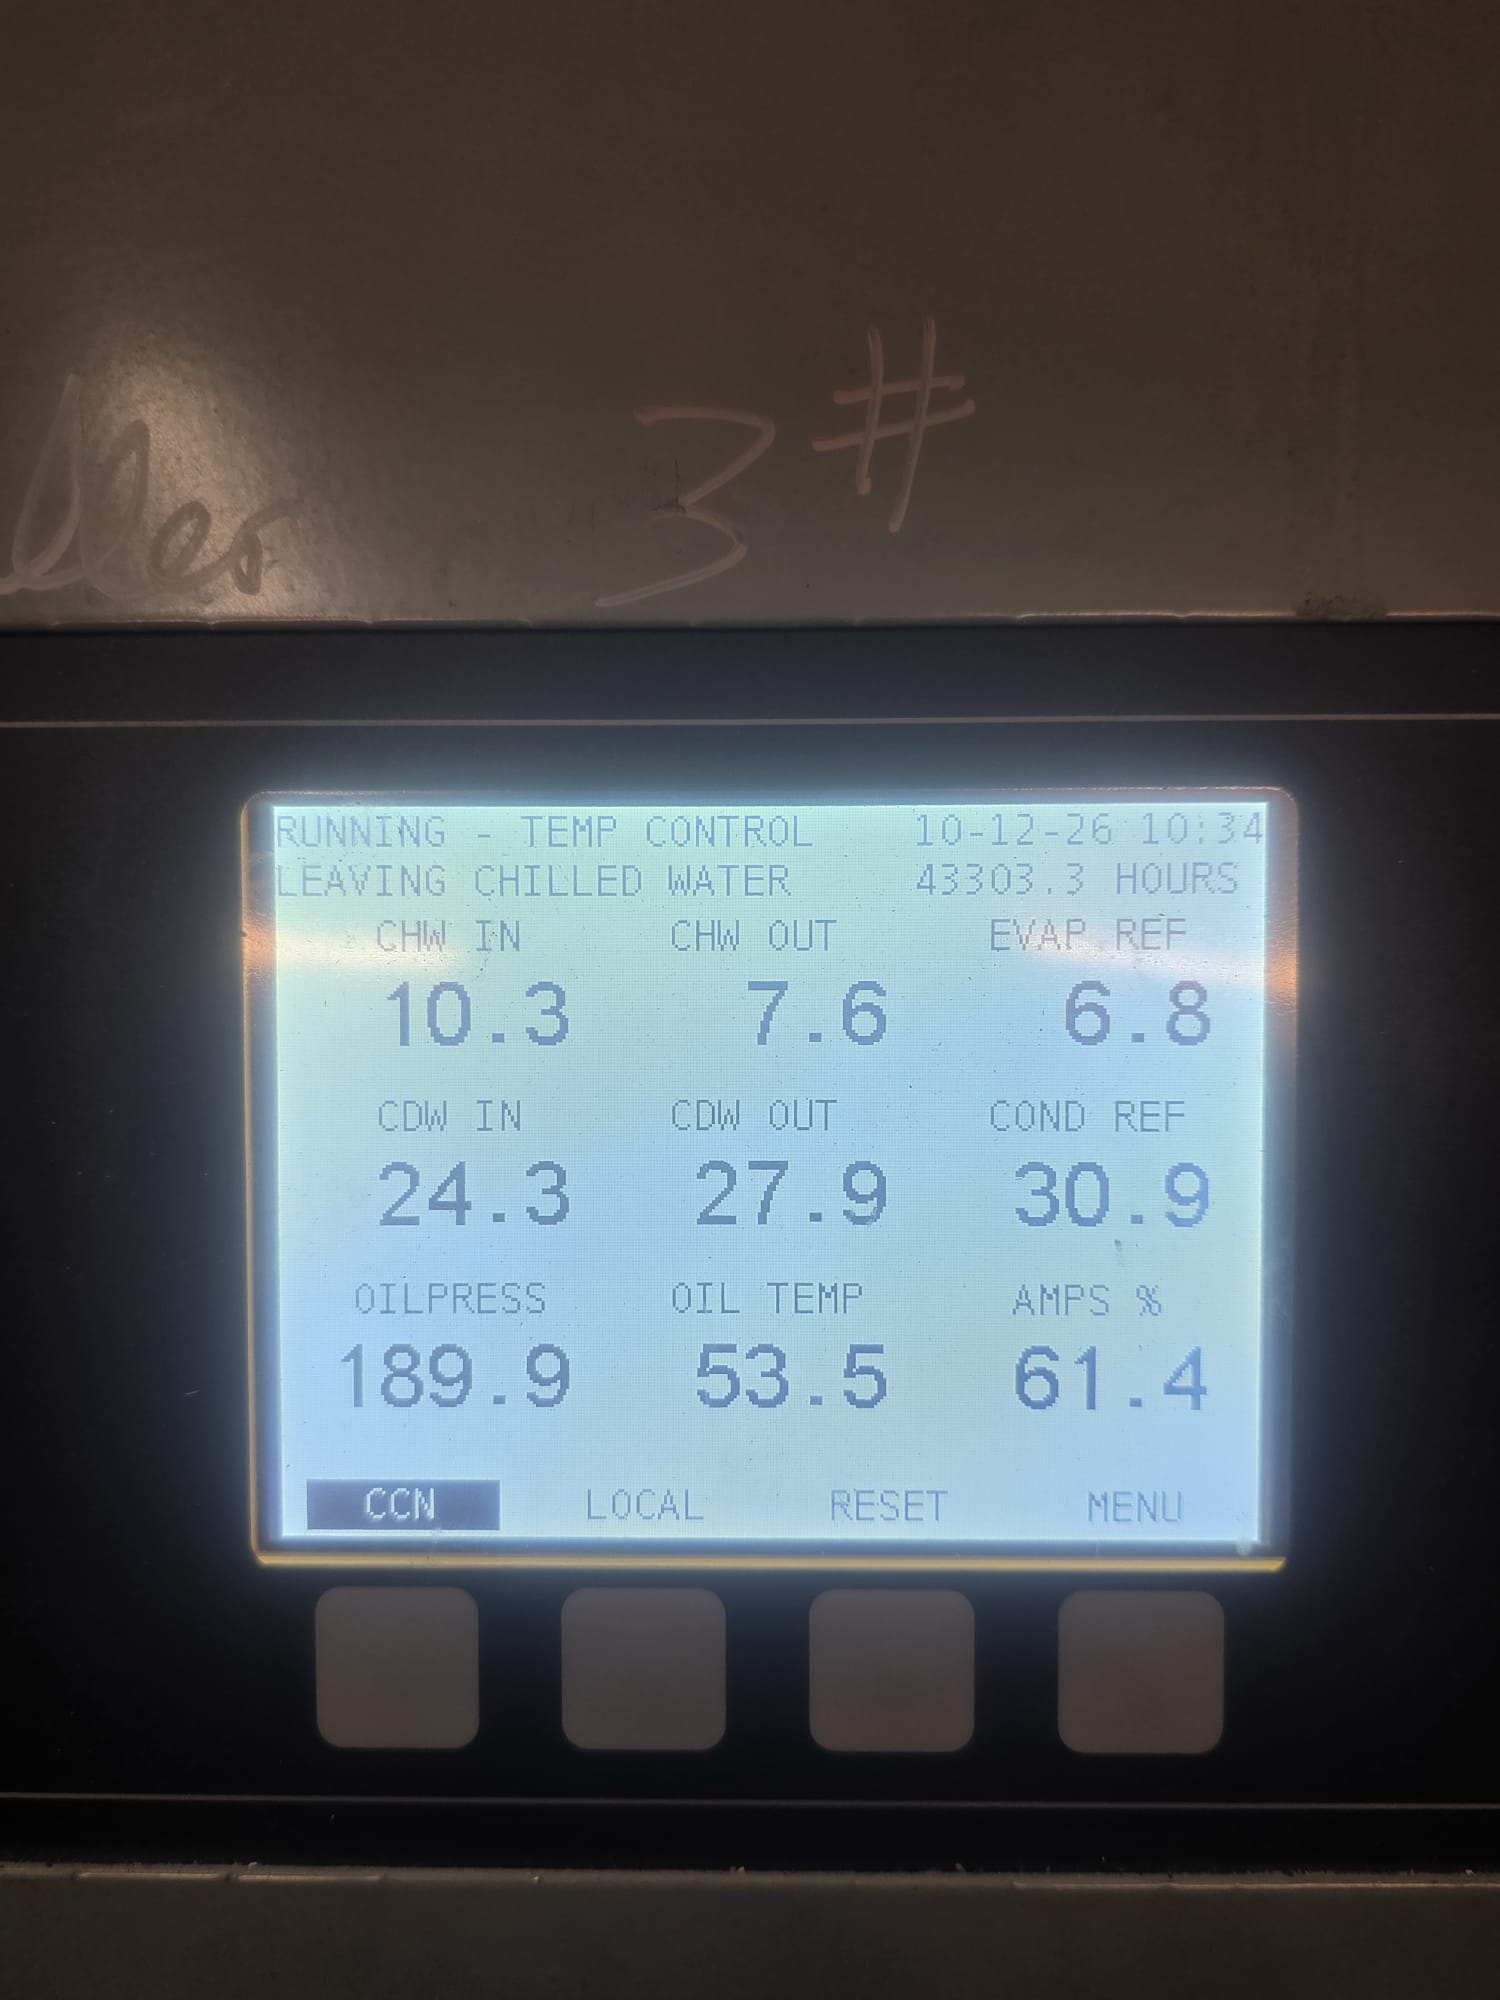 3#
RUNNING - TEMP CONTROL 10-12-26 10:34
LEAVING CHILLED WATER 43303.3 HOURS
CHW IN CHW OUT EVAP REF
10.3 7.6 6.8
CDW IN CDW OUT COND REF
24.3 27.9 30.9
OILPRESS OIL TEMP AMPS %
189.9 53.5 61.4
CCN LOCAL RESET MENU